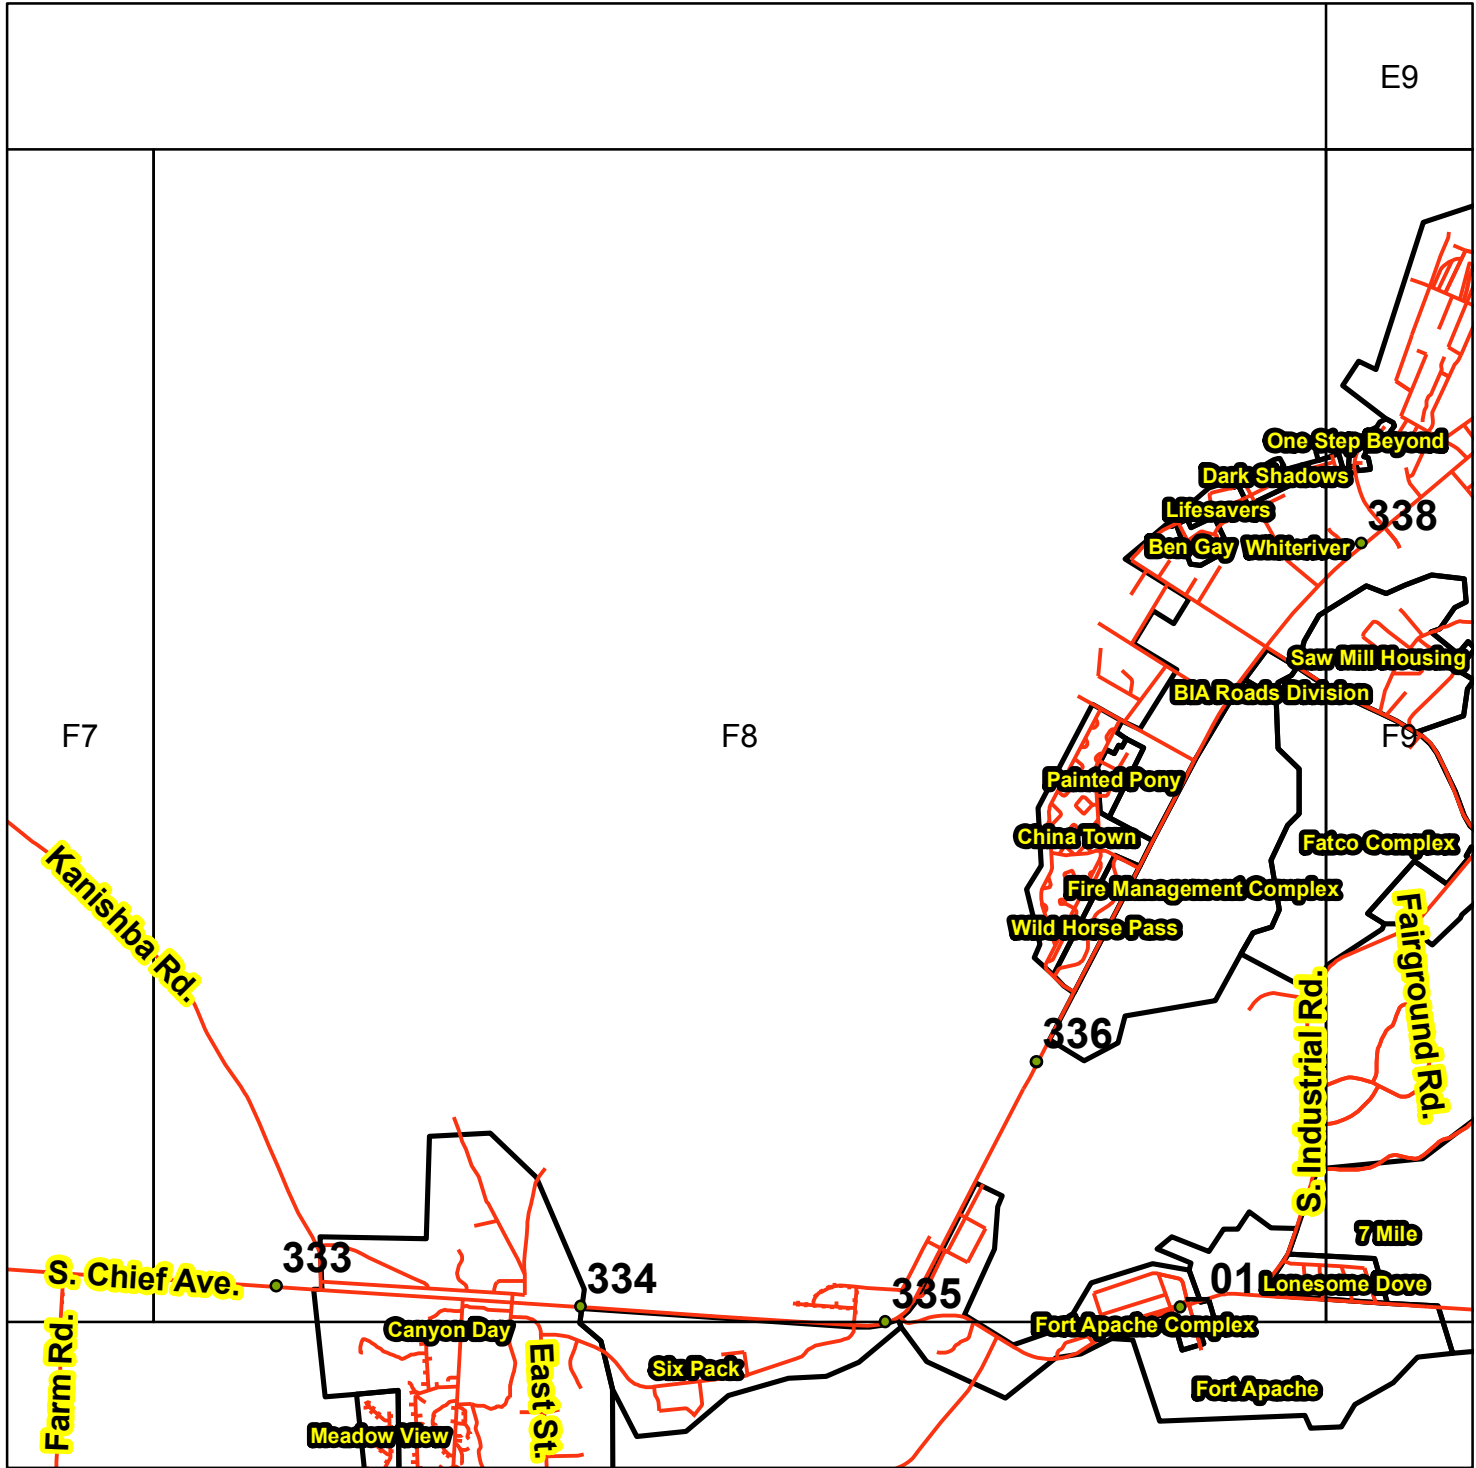 E9
One Step Beyond
Dark Shadows
Lifesavers
338
Ben Gay
Whiteriver
Saw Mill Housing
BIA Roads Division
F7
F8
F9
Painted Pony
China Town
Fatco Complex
Kanishba Rd.
Fire Management Complex
Wild Horse Pass
Fairground Rd.
336
S. Industrial Rd.
7 Mile
333
S. Chief Ave.
334
335
01
Lonesome Dove
Farm Rd.
Canyon Day
Fort Apache Complex
East St.
Six Pack
Fort Apache
Meadow View